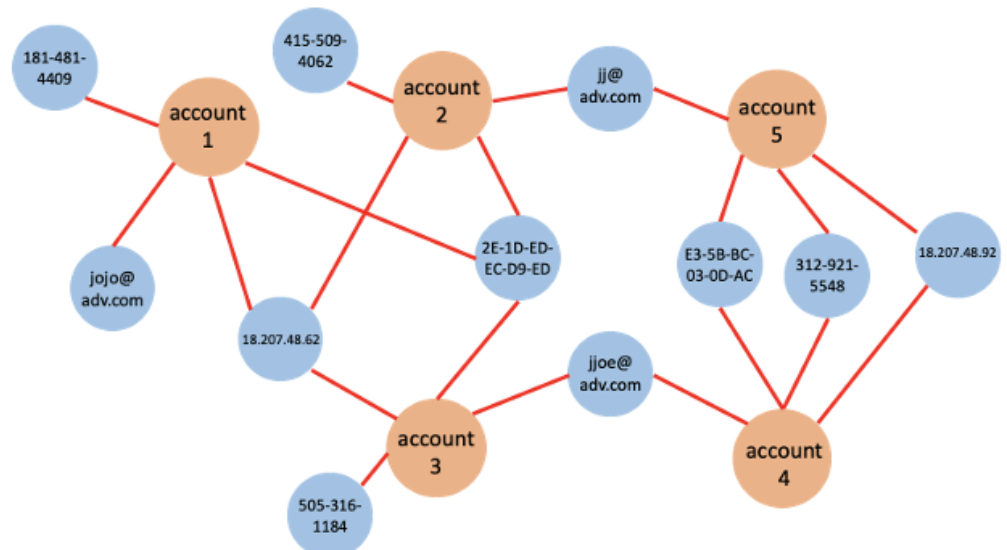 181-481-
4409
415-509-
4062
account
1
account
2
jj@
adv.com
account
5
jojo@
adv.com
2E-1D-ED-
EC-D9-ED
E3-5B-BC-
03-0D-AC
312-921-
5548
18.207.48.92
18.207.48.62
jjoe@
adv.com
account
3
account
4
505-316-
1184